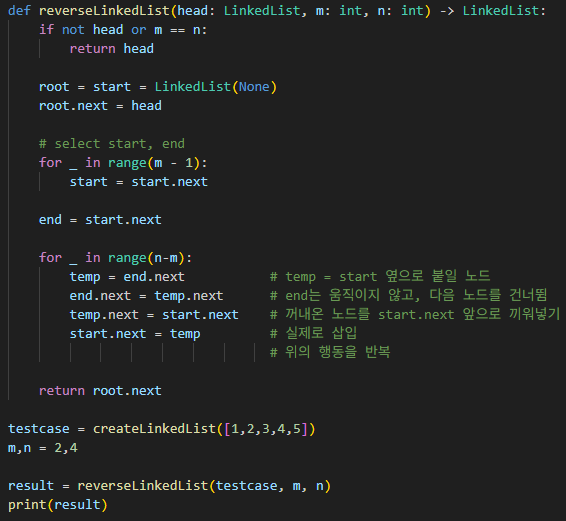 def reverseLinkedList(head: LinkedList, m: int, n: int) -> LinkedList:
    if not head or m == n:
        return head

    root = start = LinkedList(None)
    root.next = head

    # select start, end
    for _ in range(m - 1):
        start = start.next

    end = start.next

    for _ in range(n-m):
        temp = end.next           # temp = start 옆으로 붙일 노드
        end.next = temp.next      # end는 움직이지 않고, 다음 노드를 건너뜀
        temp.next = start.next    # 꺼내온 노드를 start.next 앞으로 끼워넣기
        start.next = temp         # 실제로 삽입
                                # 위의 행동을 반복

    return root.next

testcase = createLinkedList([1,2,3,4,5])
m,n = 2,4

result = reverseLinkedList(testcase, m, n)
print(result)